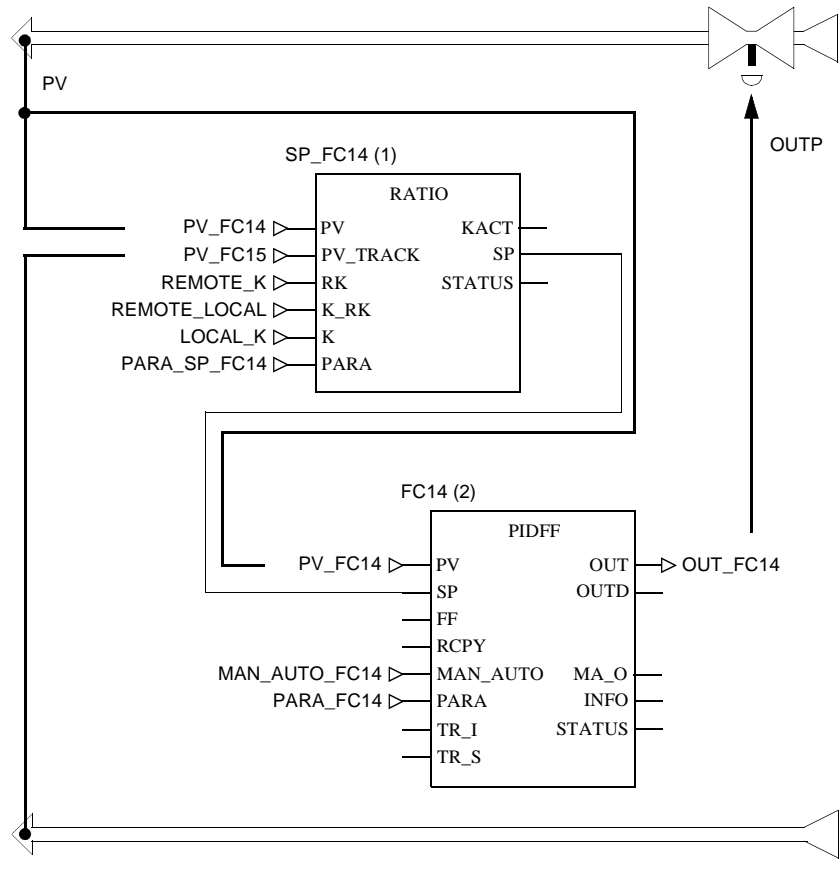 PV
OUTP
SP_FC14 (1)
RATIO
PV_FC14 PV KACT
PV_FC15 PV_TRACK SP
REMOTE_K RK STATUS
REMOTE_LOCAL K_RK
LOCAL_K K
PARA_SP_FC14 PARA
FC14 (2)
PIDFF
PV_FC14 PV OUT OUT_FC14
SP OUTD
FF
RCPY
MAN_AUTO_FC14 MAN_AUTO MA_O
PARA_FC14 PARA INFO
TR_I STATUS
TR_S